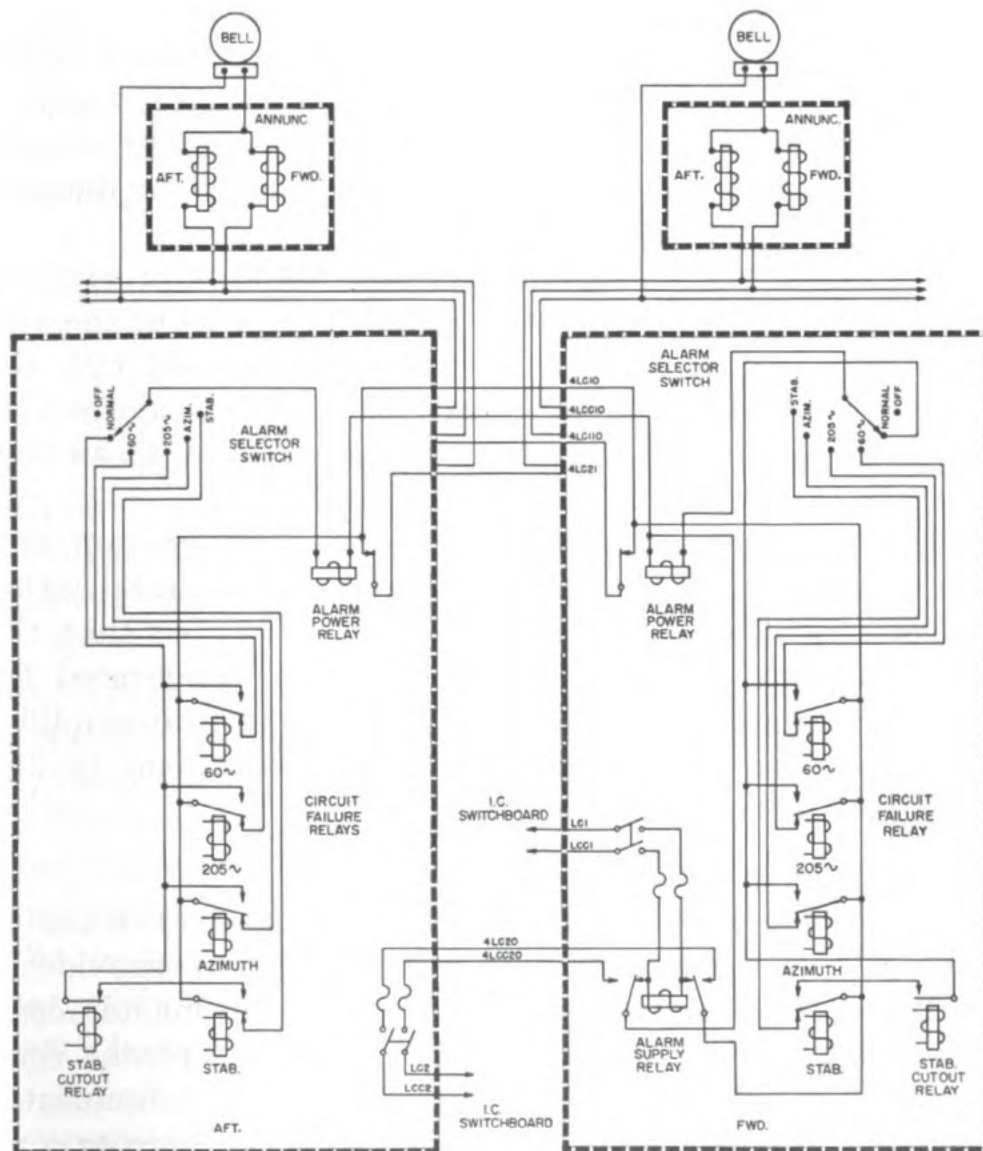 BELL
BELL
ANNUNC.
AFT.
FWD.
ANNUNC.
AFT.
FWD.
OFF
NORMAL
60~
205~
AZIM.
STAB.
ALARM
SELECTOR
SWITCH
4LC10
4LCC10
4LC110
4LC21
ALARM
SELECTOR
SWITCH
STAB.
AZIM.
205~
60~
NORMAL
OFF
ALARM
POWER
RELAY
ALARM
POWER
RELAY
60~
60~
CIRCUIT
FAILURE
RELAYS
CIRCUIT
FAILURE
RELAY
I.C.
SWITCHBOARD
LC1
LCC1
205~
205~
AZIMUTH
AZIMUTH
4LC20
4LCC20
STAB.
CUTOUT
RELAY
STAB.
ALARM
SUPPLY
RELAY
STAB.
STAB.
CUTOUT
RELAY
LC2
LCC2
I.C.
SWITCHBOARD
AFT.
FWD.